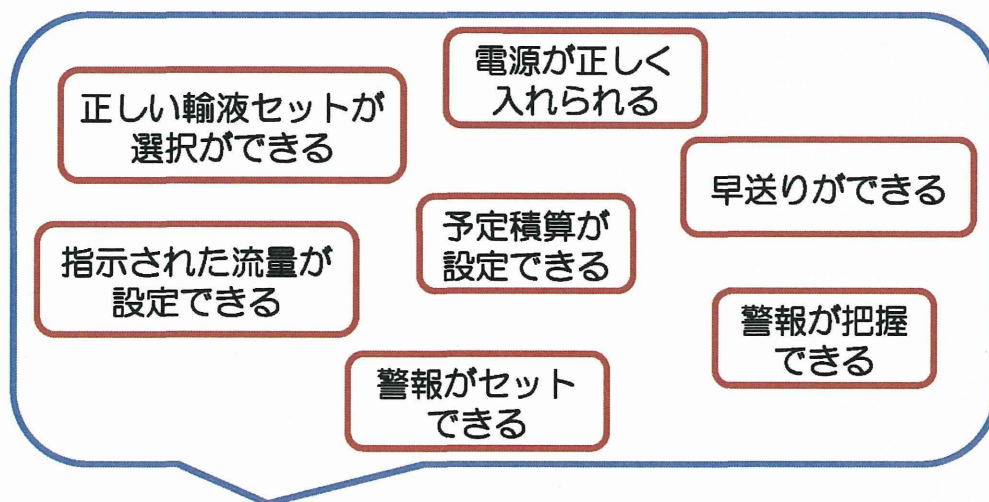 電源が正しく
入れられる
正しい輸液セットが
選択ができる
早送りができる
予定積算が
設定できる
指示された流量が
設定できる
警報が把握
できる
警報がセット
できる